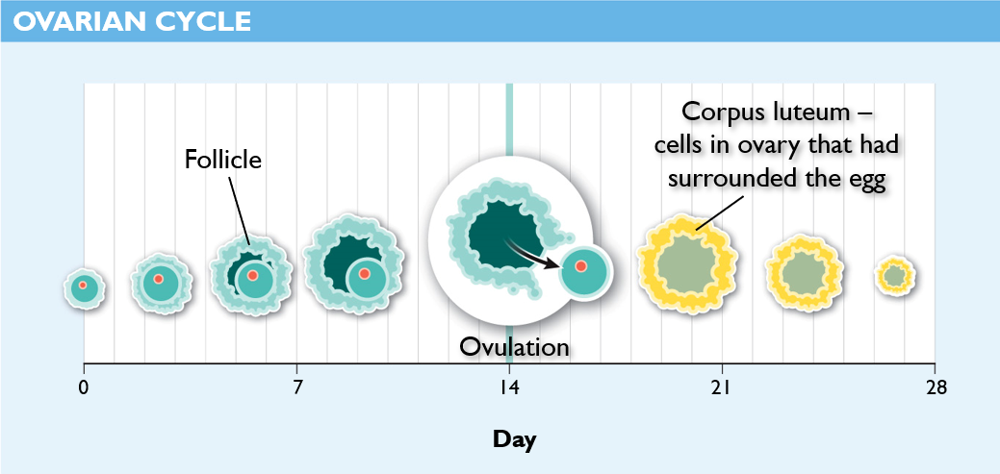 OVARIAN CYCLE
Follicle
Corpus luteum –
cells in ovary that had
surrounded the egg
Ovulation
0 7 14 21 28
Day